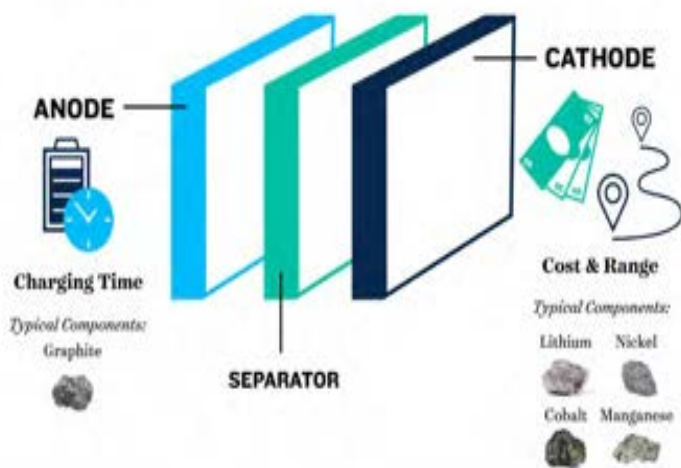 ANODE
CATHODE
Charging Time
Typical Components:
Graphite
SEPARATOR
Cost & Range
Typical Components:
Lithium Nickel
Cobalt Manganese